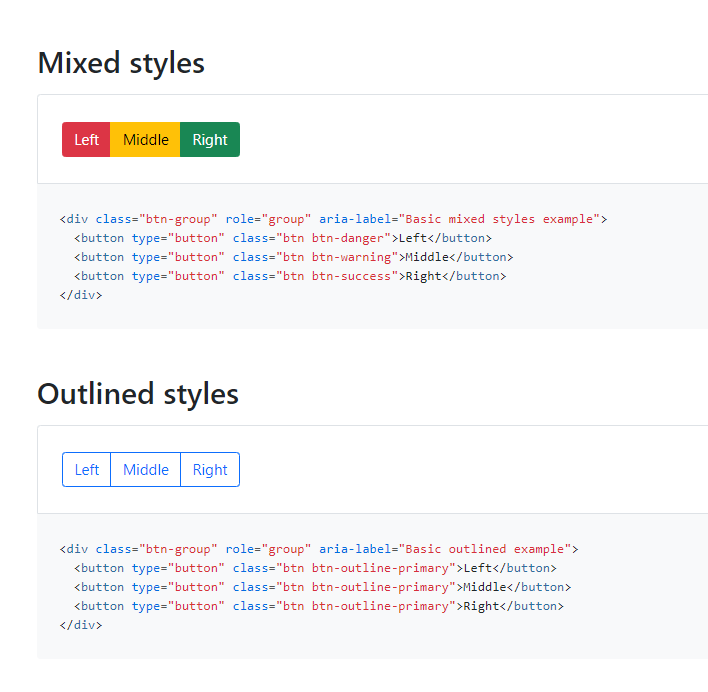 Mixed styles
Left Middle Right
<div class="btn-group" role="group" aria-label="Basic mixed styles example">
  <button type="button" class="btn btn-danger">Left</button>
  <button type="button" class="btn btn-warning">Middle</button>
  <button type="button" class="btn btn-success">Right</button>
</div>
Outlined styles
Left Middle Right
<div class="btn-group" role="group" aria-label="Basic outlined example">
  <button type="button" class="btn btn-outline-primary">Left</button>
  <button type="button" class="btn btn-outline-primary">Middle</button>
  <button type="button" class="btn btn-outline-primary">Right</button>
</div>